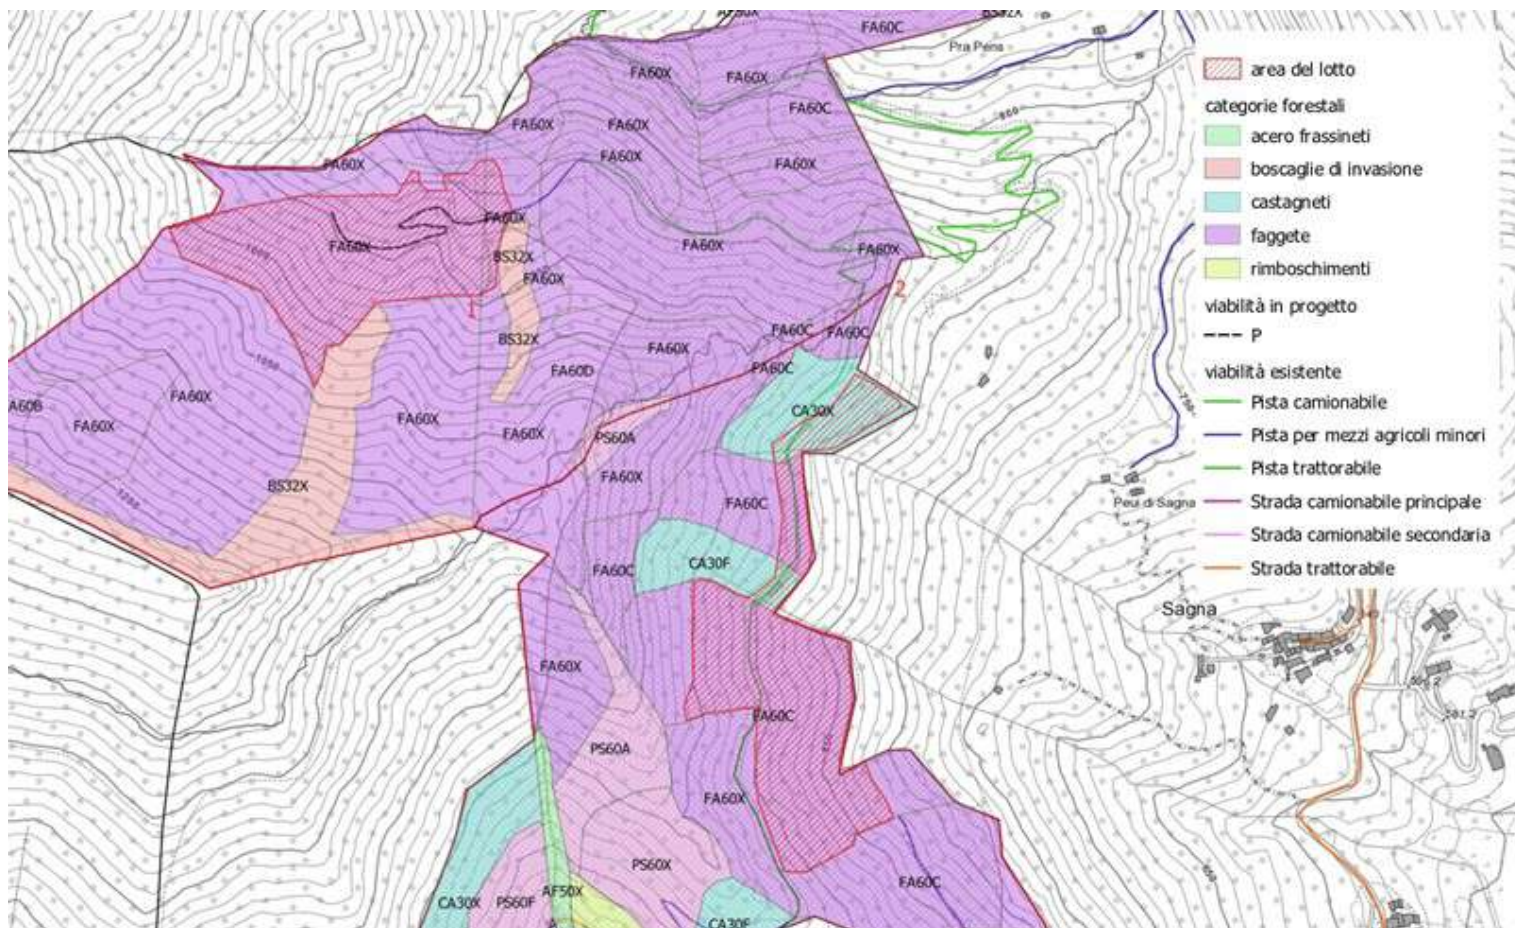 FA60C
Pra Pens
FA60X
FA60X
FA60C
FA60X
FA60X
FA60X
FA60X
FA60X
FA60X
FA60X
FA60X
FA60X
BS32X
FA60X
FA60X
1
2
BS32X
FA60C
FA60C
FA60X
FA60C
FA60D
1050
FA60X
FA60X
FA60X
FA60X
CA30X
PS60A
FA60X
FA60C
BS32X
FA60C
CA30F
FA60X
FA60C
PS60A
FA60X
PS60X
CA30X
PS60F
AF50X
FA60C
Peui di Sagna
Sagna
area del lotto
categorie forestali
acero frassineti
boscaglie di invasione
castagneti
faggete
rimboschimenti
viabilità in progetto
P
viabilità esistente
Pista camionabile
Pista per mezzi agricoli minori
Pista trattorabile
Strada camionabile principale
Strada camionabile secondaria
Strada trattorabile